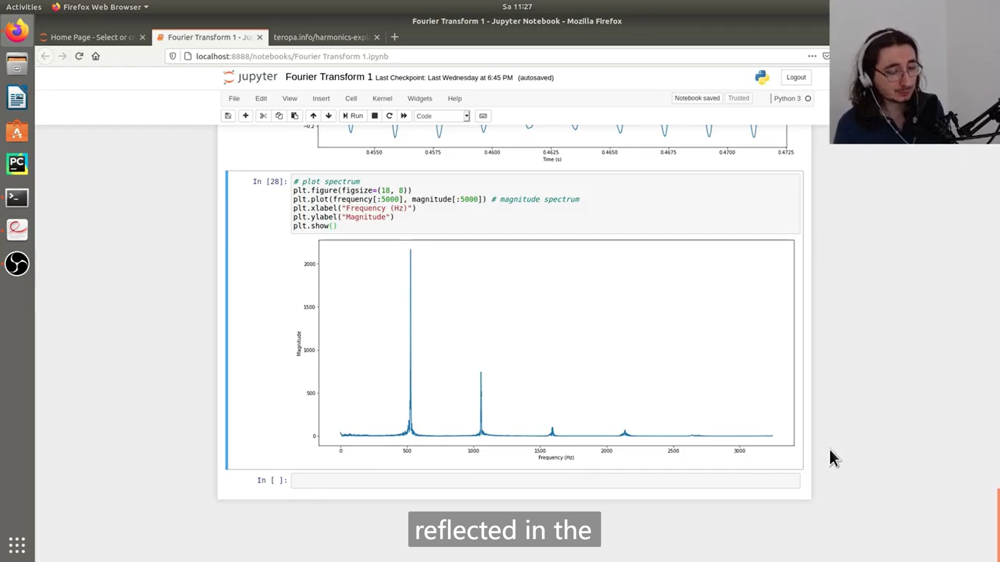 Activities Firefox Web Browser Sa 11:27
Fourier Transform 1 - Jupyter Notebook - Mozilla Firefox
Home Page - Select or cr Fourier Transform 1 - Ju teropa.info/harmonics-expl
localhost:8888/notebooks/Fourier Transform 1.ipynb
jupyter Fourier Transform 1 Last Checkpoint: Last Wednesday at 6:45 PM (autosaved) Logout
File Edit View Insert Cell Kernel Widgets Help Notebook saved Trusted Python 3
Run Code
−0.2
0.4550 0.4575 0.4600 0.4625 0.4650 0.4675 0.4700 0.4725
Time (s)
In [28]: # plot spectrum
plt.figure(figsize=(18, 8))
plt.plot(frequency[:5000], magnitude[:5000]) # magnitude spectrum
plt.xlabel("Frequency (Hz)")
plt.ylabel("Magnitude")
plt.show()
2000
1500
1000
500
0
Magnitude
0 500 1000 1500 2000 2500 3000
Frequency (Hz)
In [ ]:
PC
reflected in the